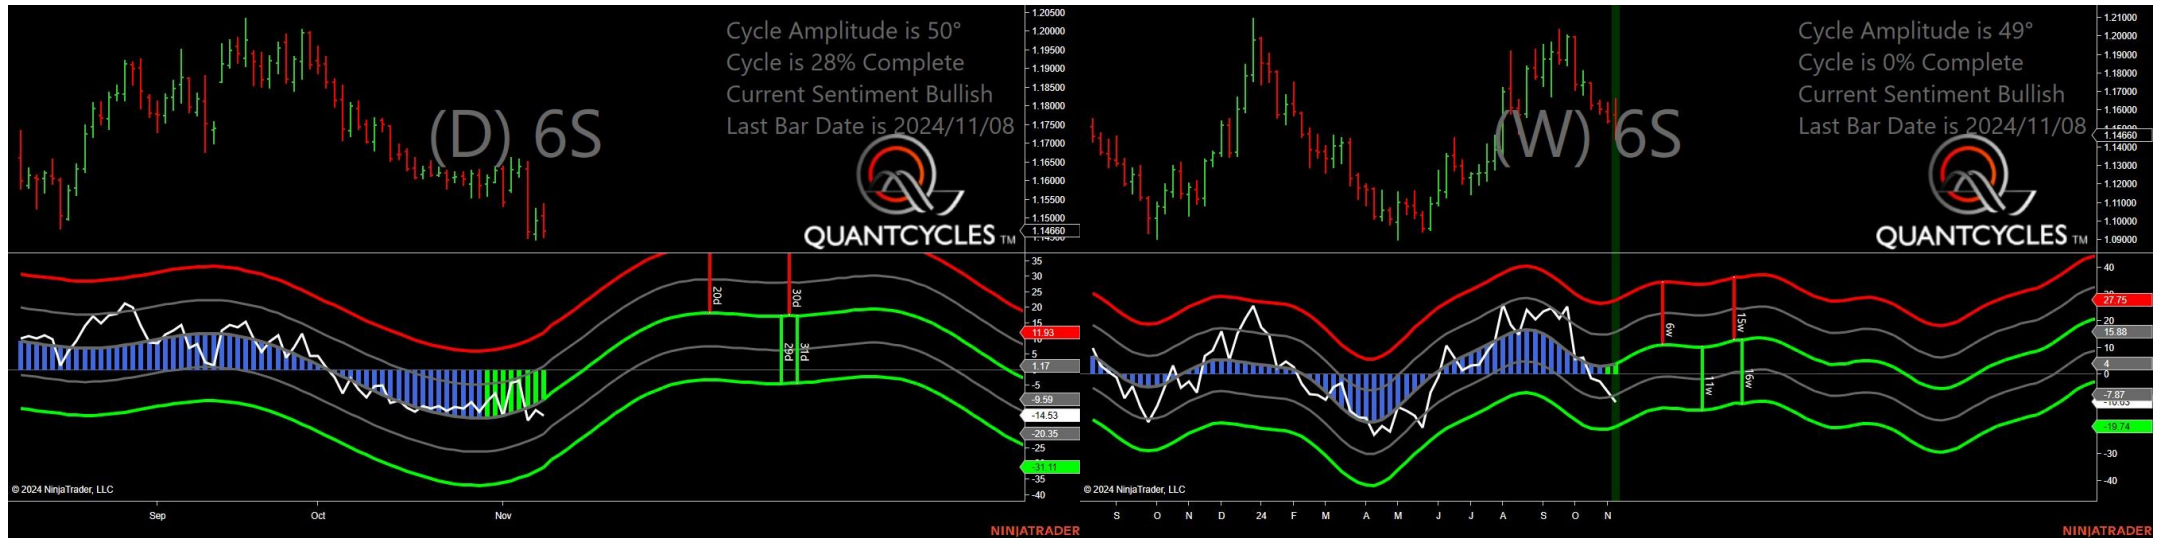 Cycle Amplitude is 50°
Cycle is 28% Complete
Current Sentiment Bullish
Last Bar Date is 2024/11/08
(D) 6S
QUANTCYCLES TM
1.20500
1.20000
1.19500
1.19000
1.18500
1.18000
1.17500
1.17000
1.16500
1.16000
1.15500
1.15000
1.14660
20d
30d
29d
31d
35
30
25
20
15
11.93
10
5
1.17
-5
-9.59
-14.53
-20.35
-25
-31.11
-35
-40
© 2024 NinjaTrader, LLC
Sep
Oct
Nov
NINJATRADER
Cycle Amplitude is 49°
Cycle is 0% Complete
Current Sentiment Bullish
Last Bar Date is 2024/11/08
(W) 6S
QUANTCYCLES TM
1.21000
1.20000
1.19000
1.18000
1.17000
1.16000
1.14660
1.14000
1.13000
1.12000
1.11000
1.10000
1.09000
6w
15w
11w
16w
40
27.75
20
15.88
10
4
0
-7.87
-19.74
-30
-40
© 2024 NinjaTrader, LLC
S
O
N
D
24
F
M
A
M
J
J
A
S
O
N
NINJATRADER